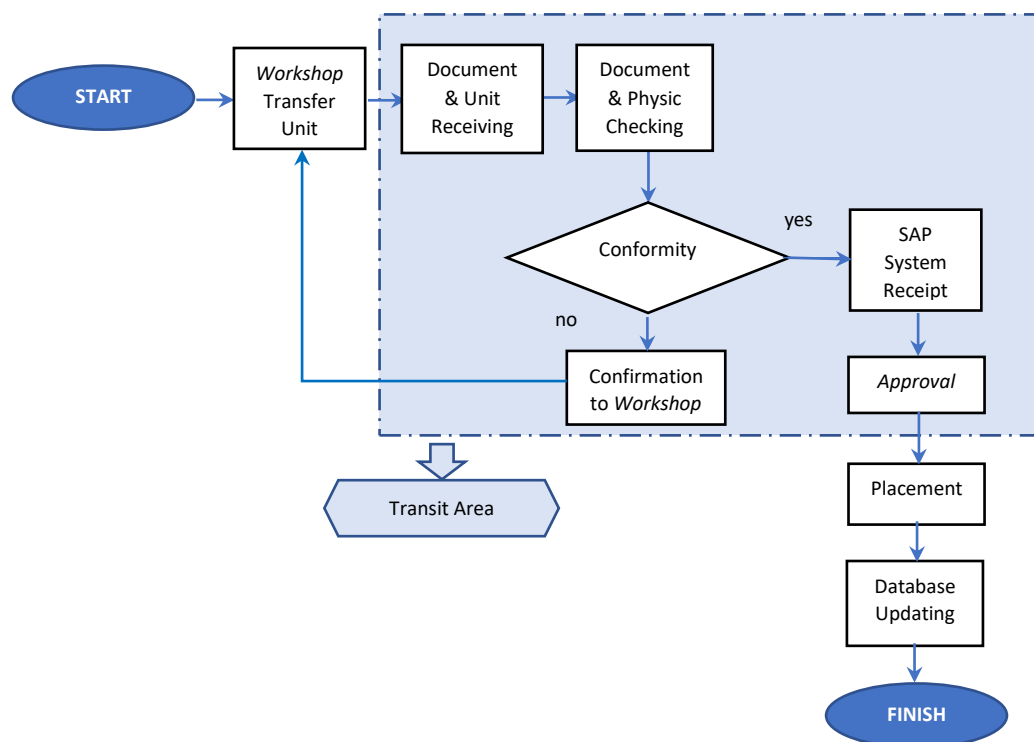 START
Workshop
Transfer
Unit
Document
& Unit
Receiving
Document
& Physic
Checking
Conformity
yes
SAP
System
Receipt
no
Confirmation
to Workshop
Approval
Transit Area
Placement
Database
Updating
FINISH